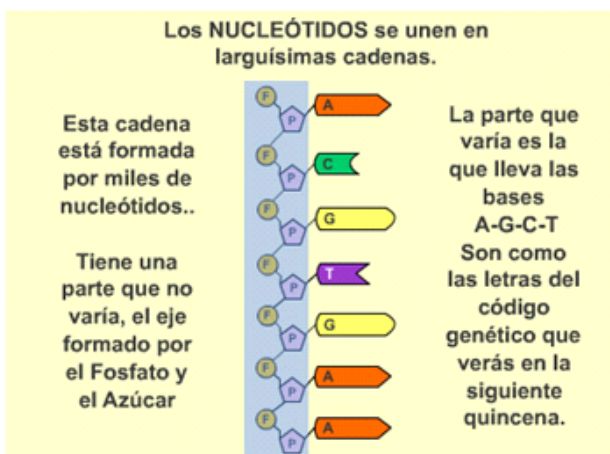 Los NUCLEÓTIDOS se unen en
larguísimas cadenas.
Esta cadena
está formada
por miles de
nucleótidos..
Tiene una
parte que no
varía, el eje
formado por
el Fosfato y
el Azúcar
F
P
A
F
P
C
F
P
G
F
P
T
F
P
G
F
P
A
F
P
A
La parte que
varía es la
que lleva las
bases
A-G-C-T
Son como
las letras del
código
genético que
verás en la
siguiente
quincena.